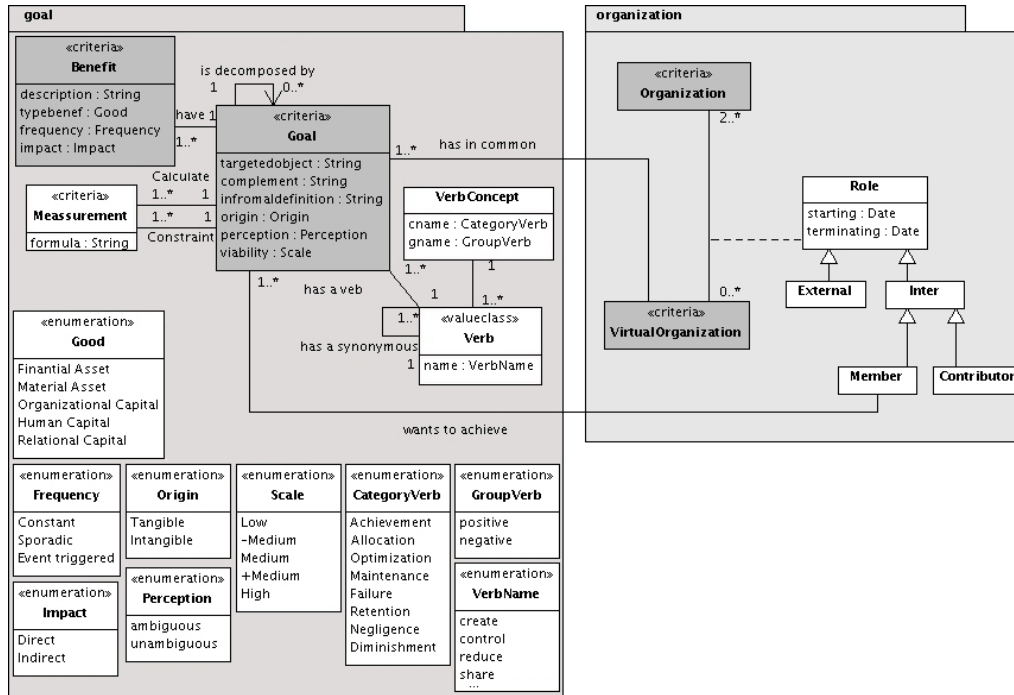 goal
«criteria»
Benefit
description : String
typebenef : Good
frequency : Frequency
impact : Impact
is decomposed by
1
0..*
have
1
1..*
«criteria»
Goal
targetedobject : String
complement : String
infromaldefinition : String
origin : Origin
perception : Perception
viability : Scale
Calculate
1..*
1
1..*
1
Constraint
«criteria»
Meassurement
formula : String
1..*
has in common
VerbConcept
cname : CategoryVerb
gname : GroupVerb
1..*
1
1..*
has a veb
1
1..*
1..*
has a synonymous
1
«valueclass»
Verb
name : VerbName
wants to achieve
«enumeration»
Good
Finantial Asset
Material Asset
Organizational Capital
Human Capital
Relational Capital
«enumeration»
Frequency
Constant
Sporadic
Event triggered
«enumeration»
Origin
Tangible
Intangible
«enumeration»
Scale
Low
-Medium
Medium
+Medium
High
«enumeration»
CategoryVerb
Achievement
Allocation
Optimization
Maintenance
Failure
Retention
Negligence
Diminishment
«enumeration»
GroupVerb
positive
negative
«enumeration»
Impact
Direct
Indirect
«enumeration»
Perception
ambiguous
unambiguous
«enumeration»
VerbName
create
control
reduce
share
...
organization
«criteria»
Organization
2..*
Role
starting : Date
terminating : Date
External
Inter
0..*
«criteria»
VirtualOrganization
Member
Contributor